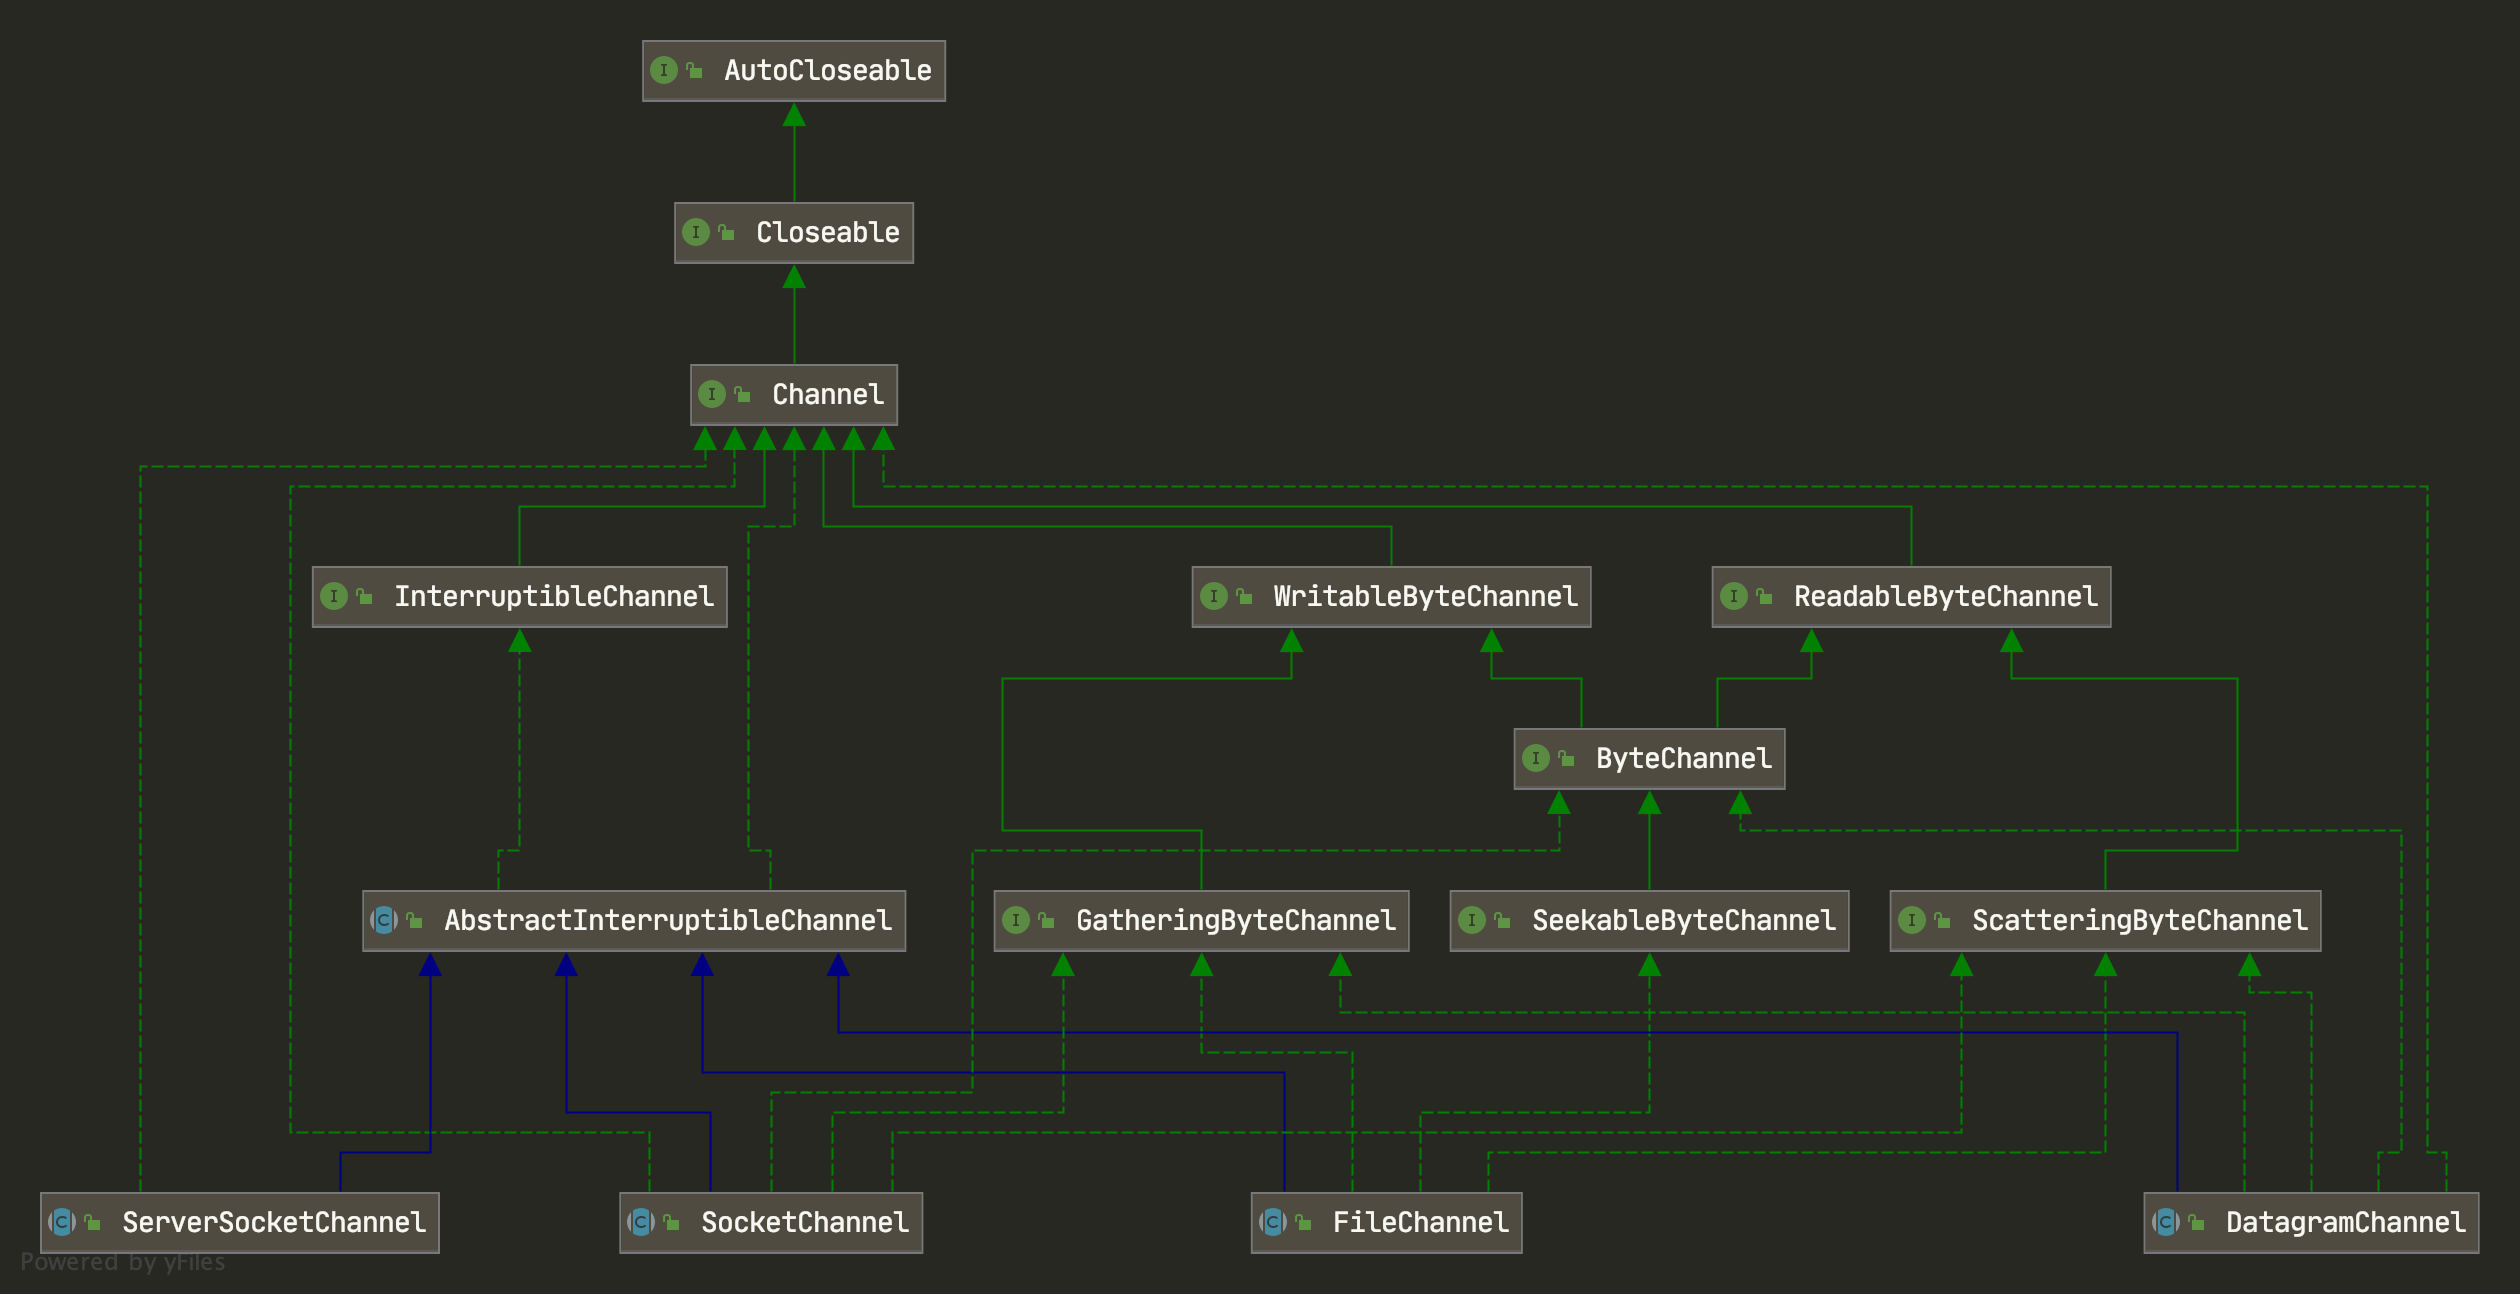 AutoCloseable
Closeable
Channel
InterruptibleChannel
WritableByteChannel
ReadableByteChannel
ByteChannel
AbstractInterruptibleChannel
GatheringByteChannel
SeekableByteChannel
ScatteringByteChannel
ServerSocketChannel
SocketChannel
FileChannel
DatagramChannel
Powered by yFiles